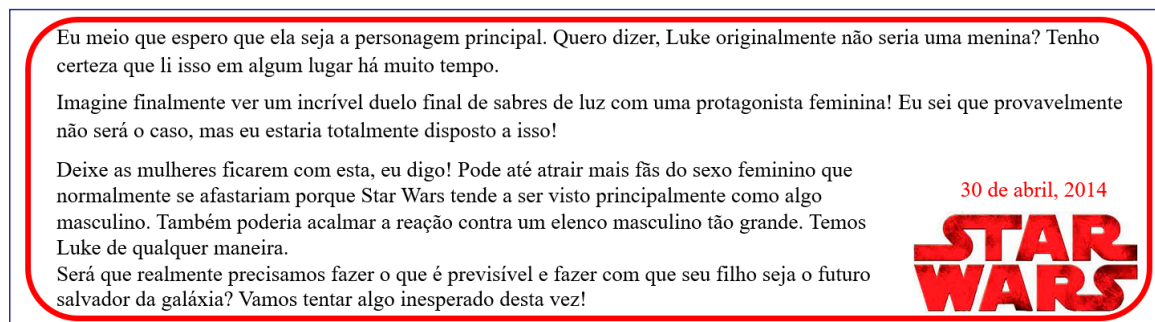 Eu meio que espero que ela seja a personagem principal. Quero dizer, Luke originalmente não seria uma menina? Tenho
certeza que li isso em algum lugar há muito tempo.
Imagine finalmente ver um incrível duelo final de sabres de luz com uma protagonista feminina! Eu sei que provavelmente
não será o caso, mas eu estaria totalmente disposto a isso!
Deixe as mulheres ficarem com esta, eu digo! Pode até atrair mais fãs do sexo feminino que
normalmente se afastariam porque Star Wars tende a ser visto principalmente como algo
masculino. Também poderia acalmar a reação contra um elenco masculino tão grande. Temos
Luke de qualquer maneira.
Será que realmente precisamos fazer o que é previsível e fazer com que seu filho seja o futuro
salvador da galáxia? Vamos tentar algo inesperado desta vez!
30 de abril, 2014
STAR
WARS